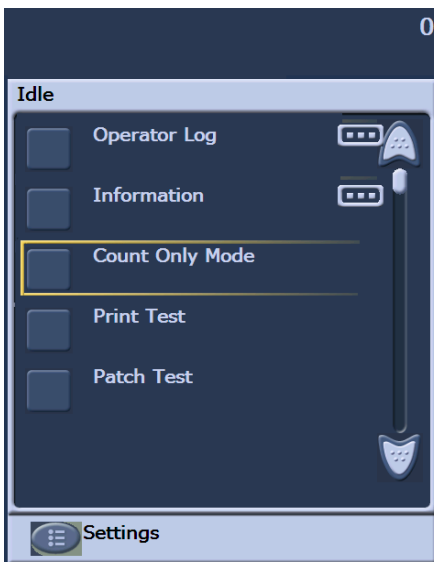 0
Idle
Operator Log
Information
Count Only Mode
Print Test
Patch Test
Settings